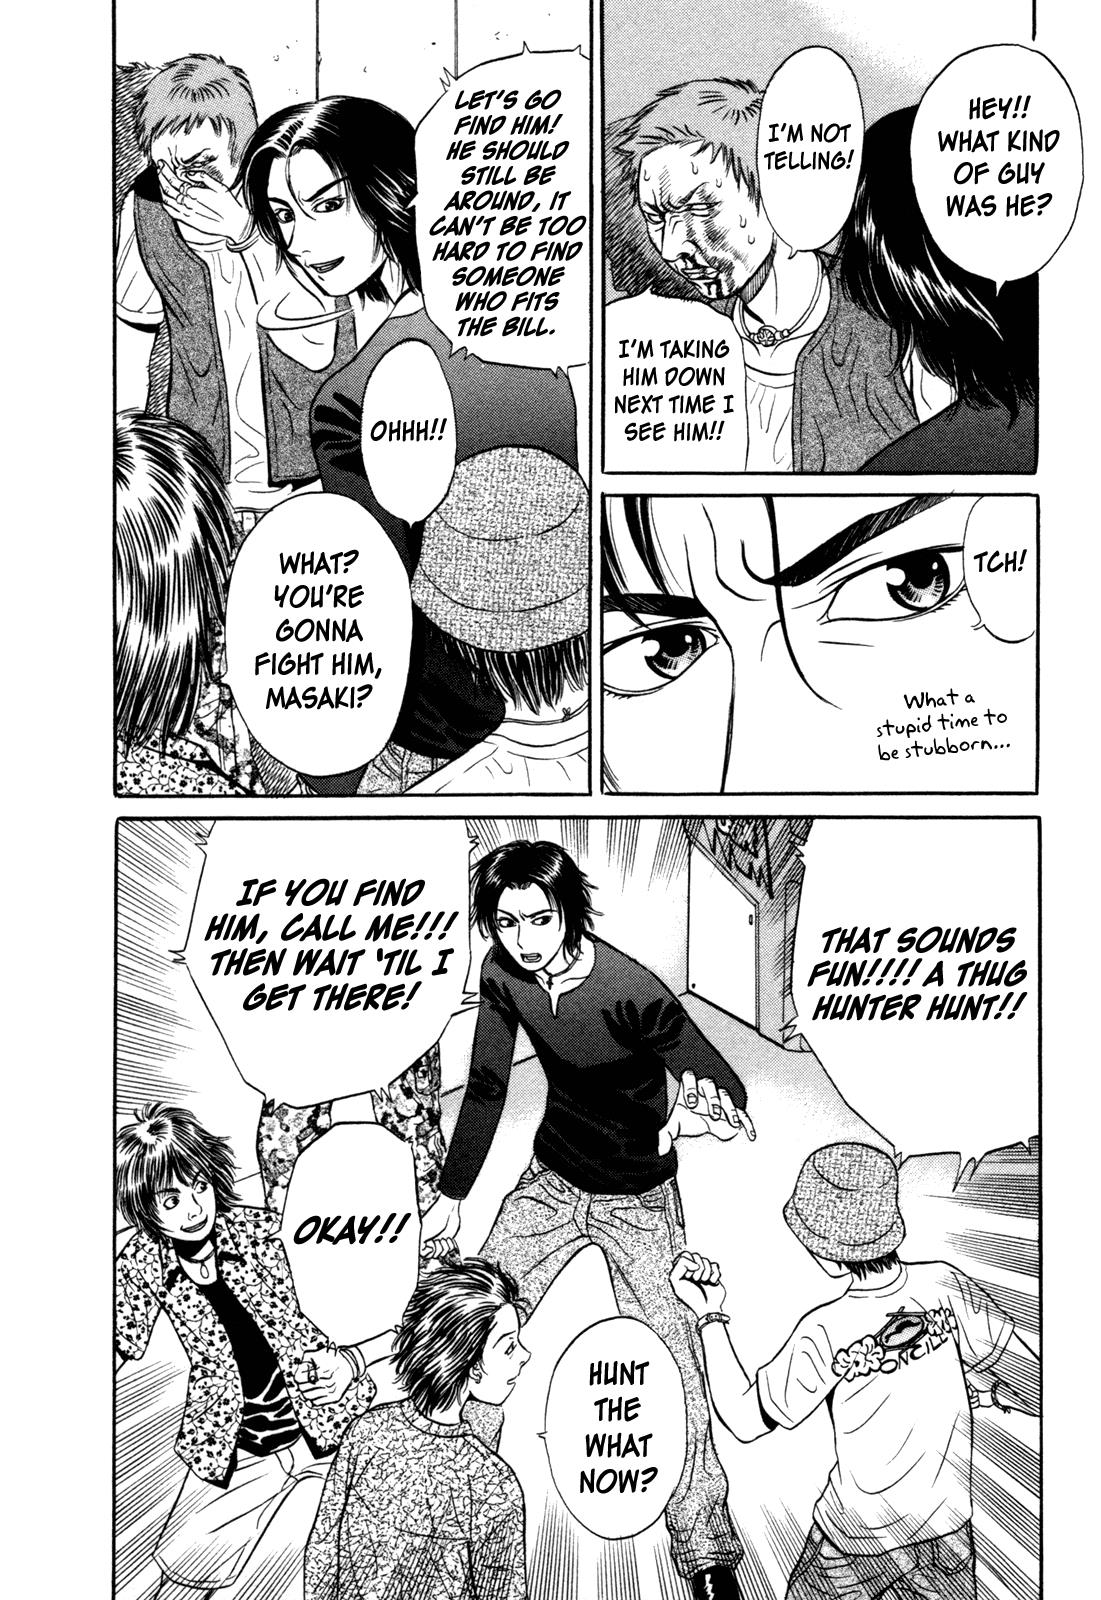 HEY!!
WHAT KIND
OF GUY
WAS HE?
I'M NOT
TELLING!
I'M TAKING
HIM DOWN
NEXT TIME I
SEE HIM!!
TCH!
What a
stupid time to
be stubborn...
LET'S GO
FIND HIM!
HE SHOULD
STILL BE
AROUND, IT
CAN'T BE TOO
HARD TO FIND
SOMEONE
WHO FITS
THE BILL.
OHHH!!
WHAT?
YOU'RE
GONNA
FIGHT HIM,
MASAKI?
THAT SOUNDS
FUN!!!! A THUG
HUNTER HUNT!!
IF YOU FIND
HIM, CALL ME!!!
THEN WAIT 'TIL I
GET THERE!
OKAY!!
HUNT
THE
WHAT
NOW?
ONEILL